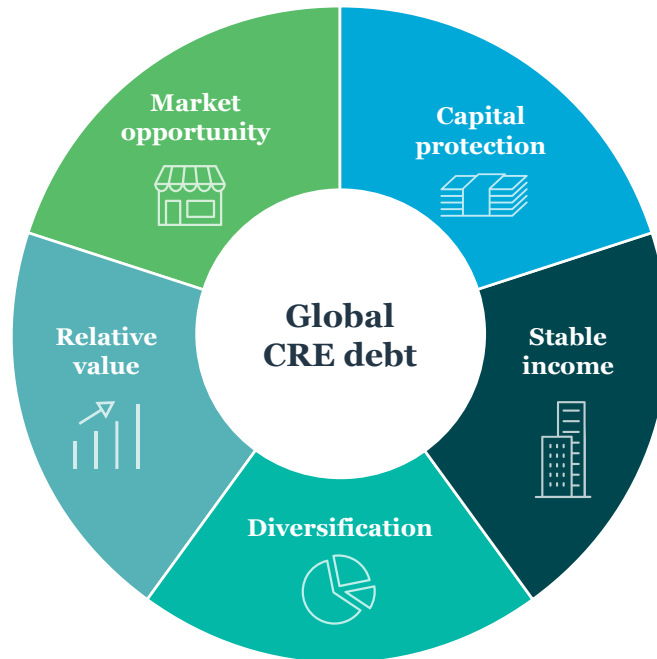 Market
opportunity
Capital
protection
Global
CRE debt
Relative
value
Stable
income
Diversification